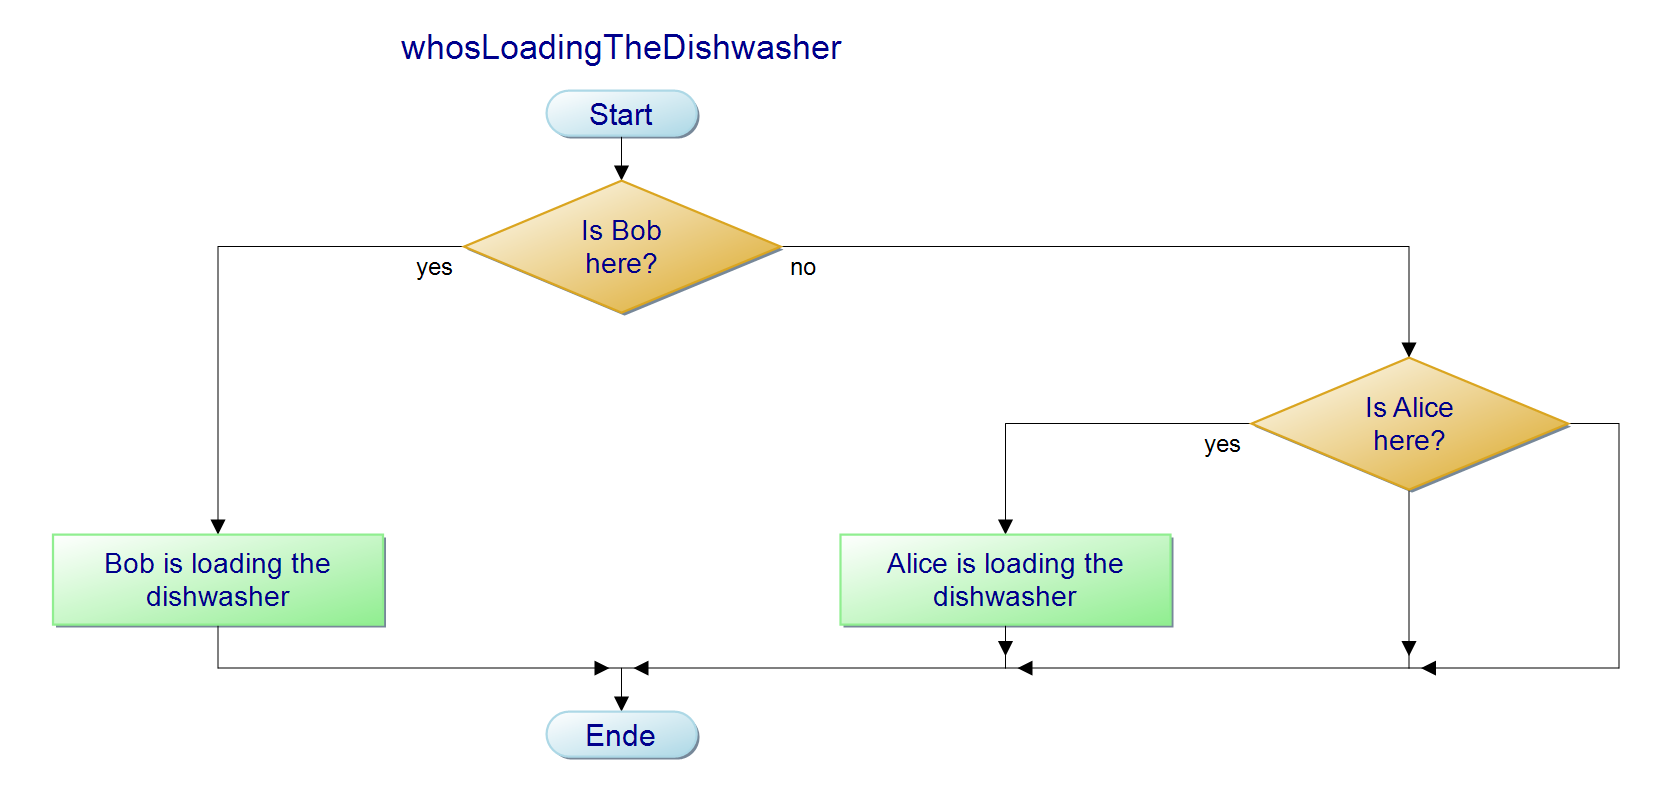 whosLoadingTheDishwasher
Start
Is Bob
here?
yes
no
Is Alice
here?
yes
Bob is loading the
dishwasher
Alice is loading the
dishwasher
Ende